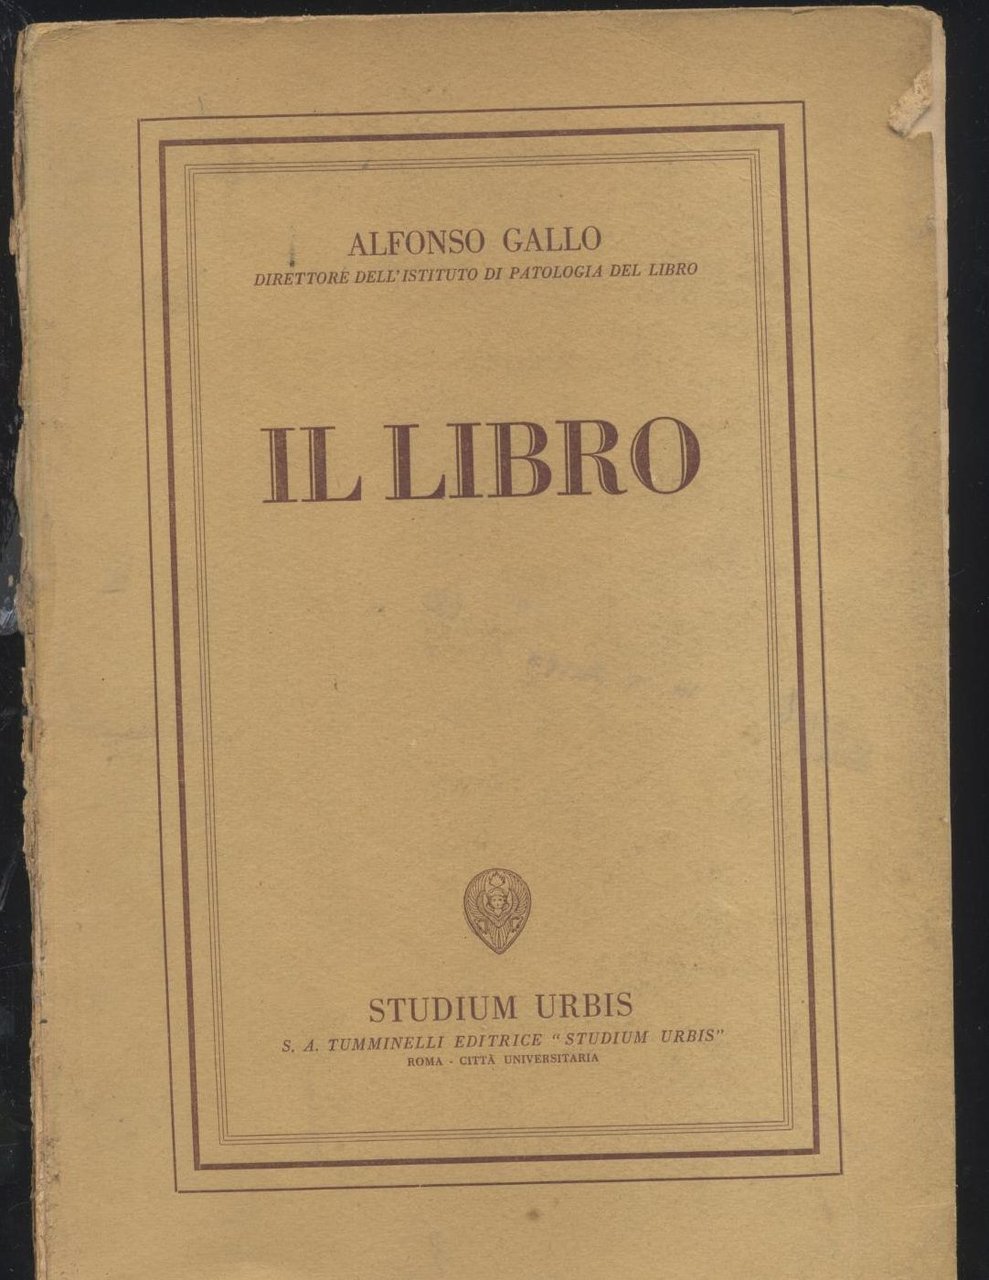 ALFONSO GALLO
DIRETTORE DELL'ISTITUTO DI PATOLOGIA DEL LIBRO
IL LIBRO
STUDIUM URBIS
S. A. TUMMINELLI EDITRICE "STUDIUM URBIS"
ROMA - CITTÀ UNIVERSITARIA